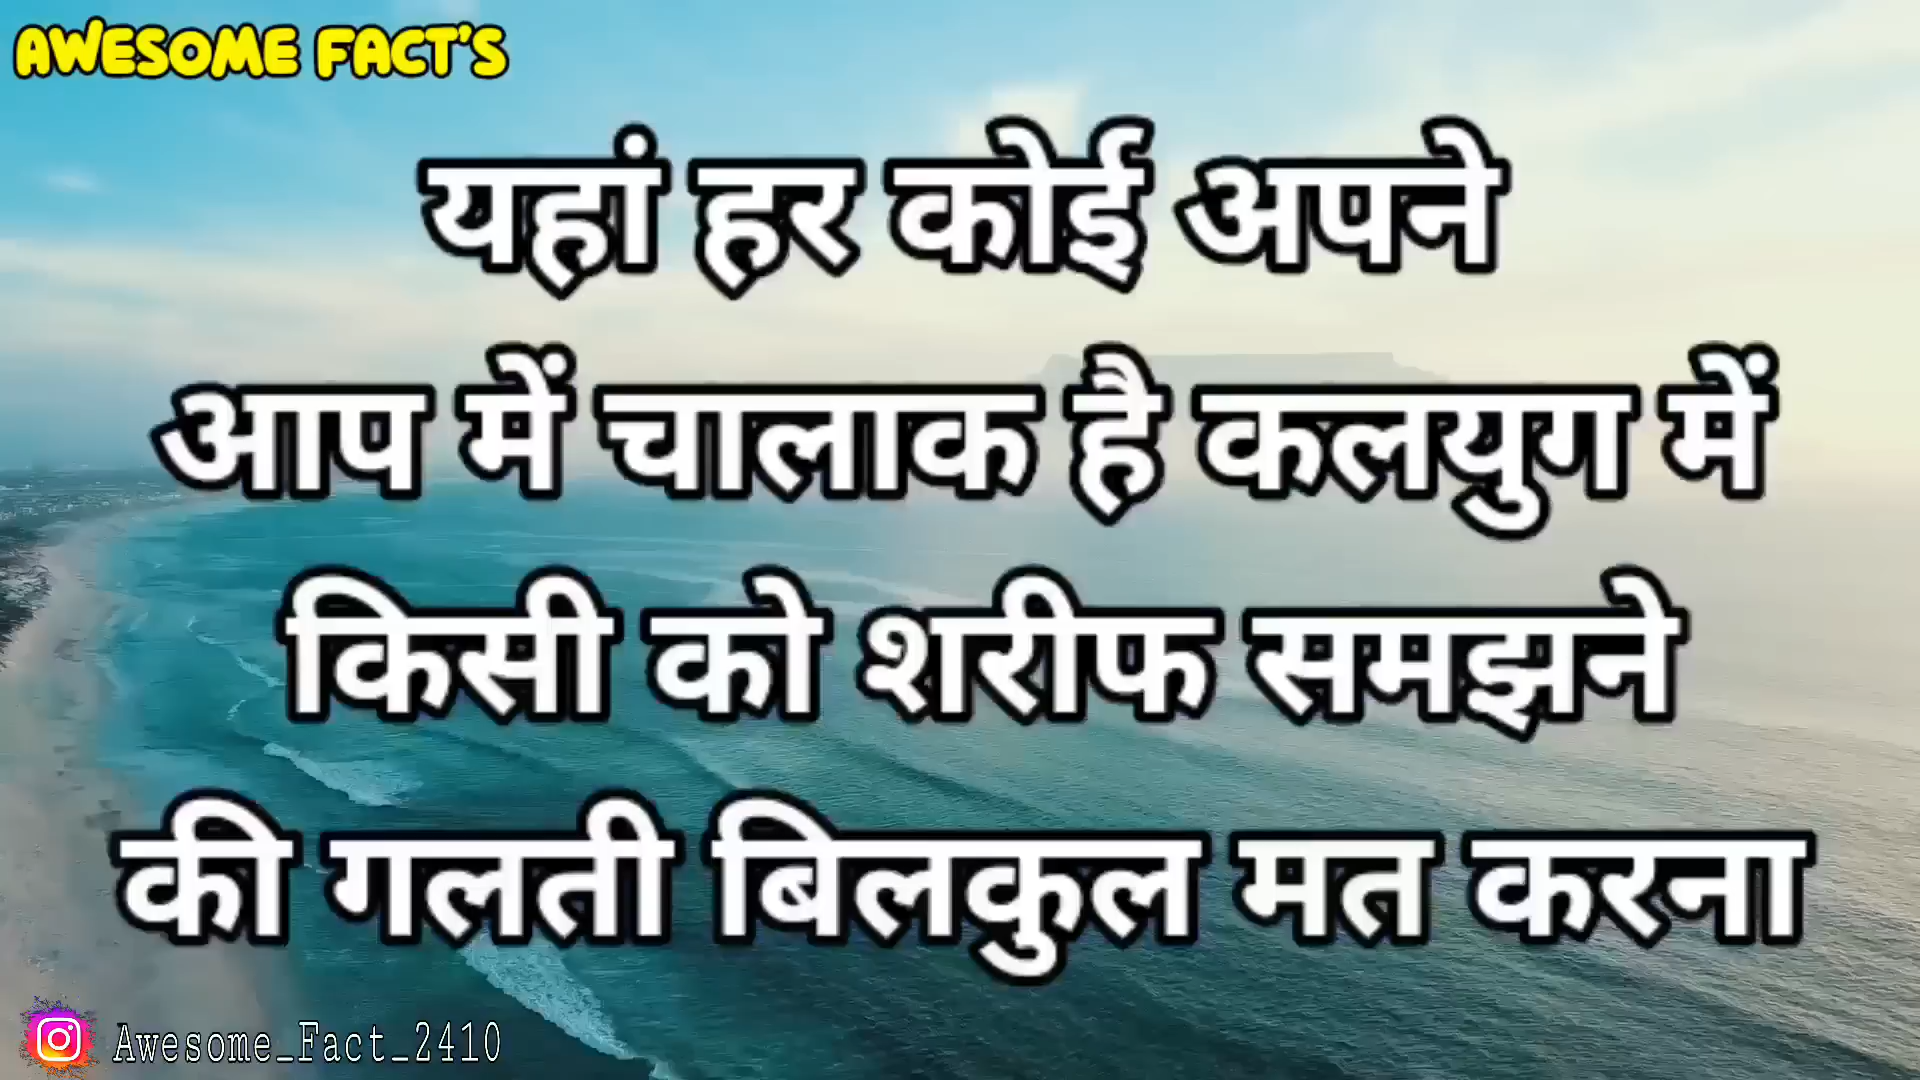 AWESOME FACT'S
यहां हर कोई अपने
आप में चालाक है कलयुग में
किसी को शरीफ समझने
की गलती बिलकुल मत करना
Awesome_Fact_2410